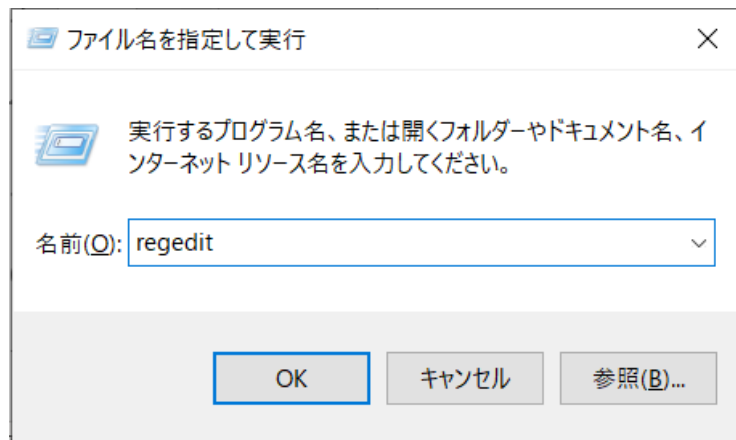 ファイル名を指定して実行
実行するプログラム名、または開くフォルダーやドキュメント名、イ
ンターネット リソース名を入力してください。
名前(O): regedit
OK キャンセル 参照(B)...